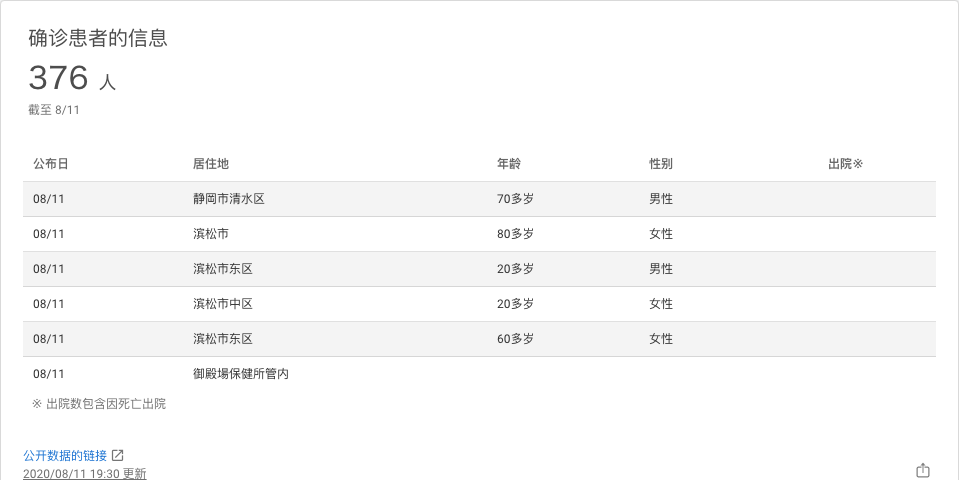 确诊患者的信息
376 人
截至 8/11
公布日 居住地 年龄 性别 出院※
08/11 静岡市清水区 70多岁 男性
08/11 滨松市 80多岁 女性
08/11 滨松市东区 20多岁 男性
08/11 滨松市中区 20多岁 女性
08/11 滨松市东区 60多岁 女性
08/11 御殿場保健所管内
※ 出院数包含因死亡出院
公开数据的链接
2020/08/11 19:30 更新